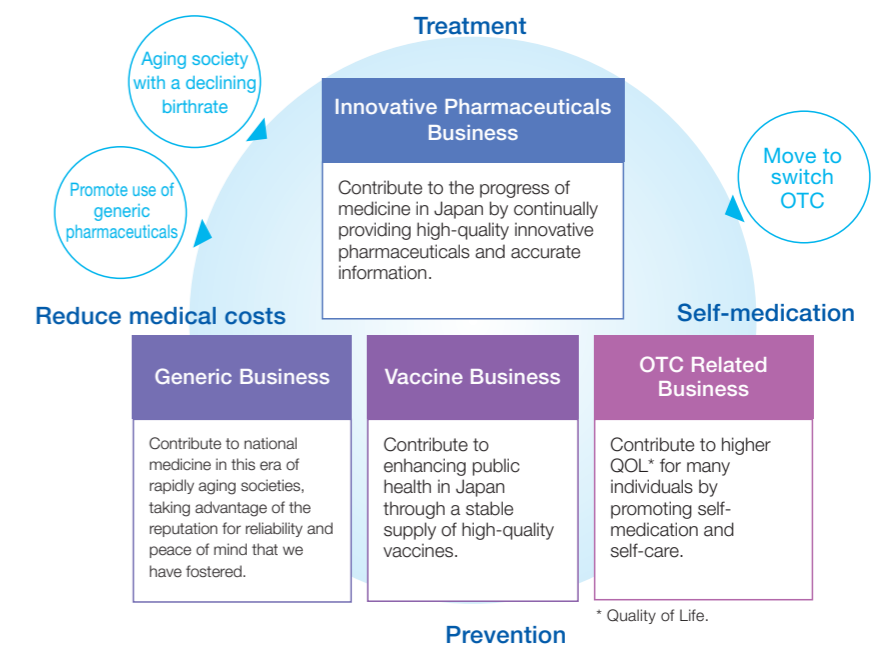 Treatment
Aging society
with a declining
birthrate
Promote use of
generic
pharmaceuticals
Innovative Pharmaceuticals
Business
Contribute to the progress of
medicine in Japan by continually
providing high-quality innovative
pharmaceuticals and accurate
information.
Move to
switch
OTC
Reduce medical costs
Self-medication
Generic Business
Contribute to national
medicine in this era of
rapidly aging societies,
taking advantage of the
reputation for reliability and
peace of mind that we
have fostered.
Vaccine Business
Contribute to
enhancing public
health in Japan
through a stable
supply of high-quality
vaccines.
OTC Related
Business
Contribute to higher
QOL* for many
individuals by
promoting self-
medication and
self-care.
* Quality of Life.
Prevention